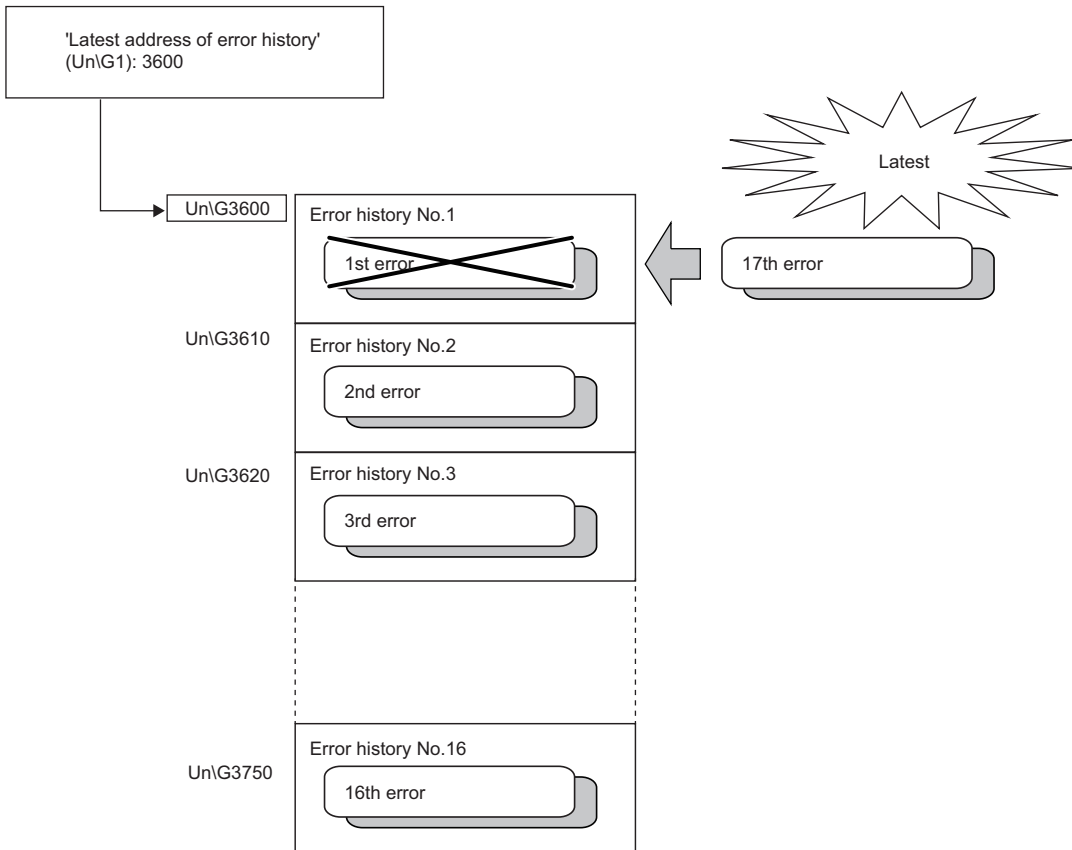 'Latest address of error history'
(Un\G1): 3600
Latest
Un\G3600
Error history No.1
1st error
17th error
Un\G3610
Error history No.2
2nd error
Un\G3620
Error history No.3
3rd error
Error history No.16
Un\G3750
16th error